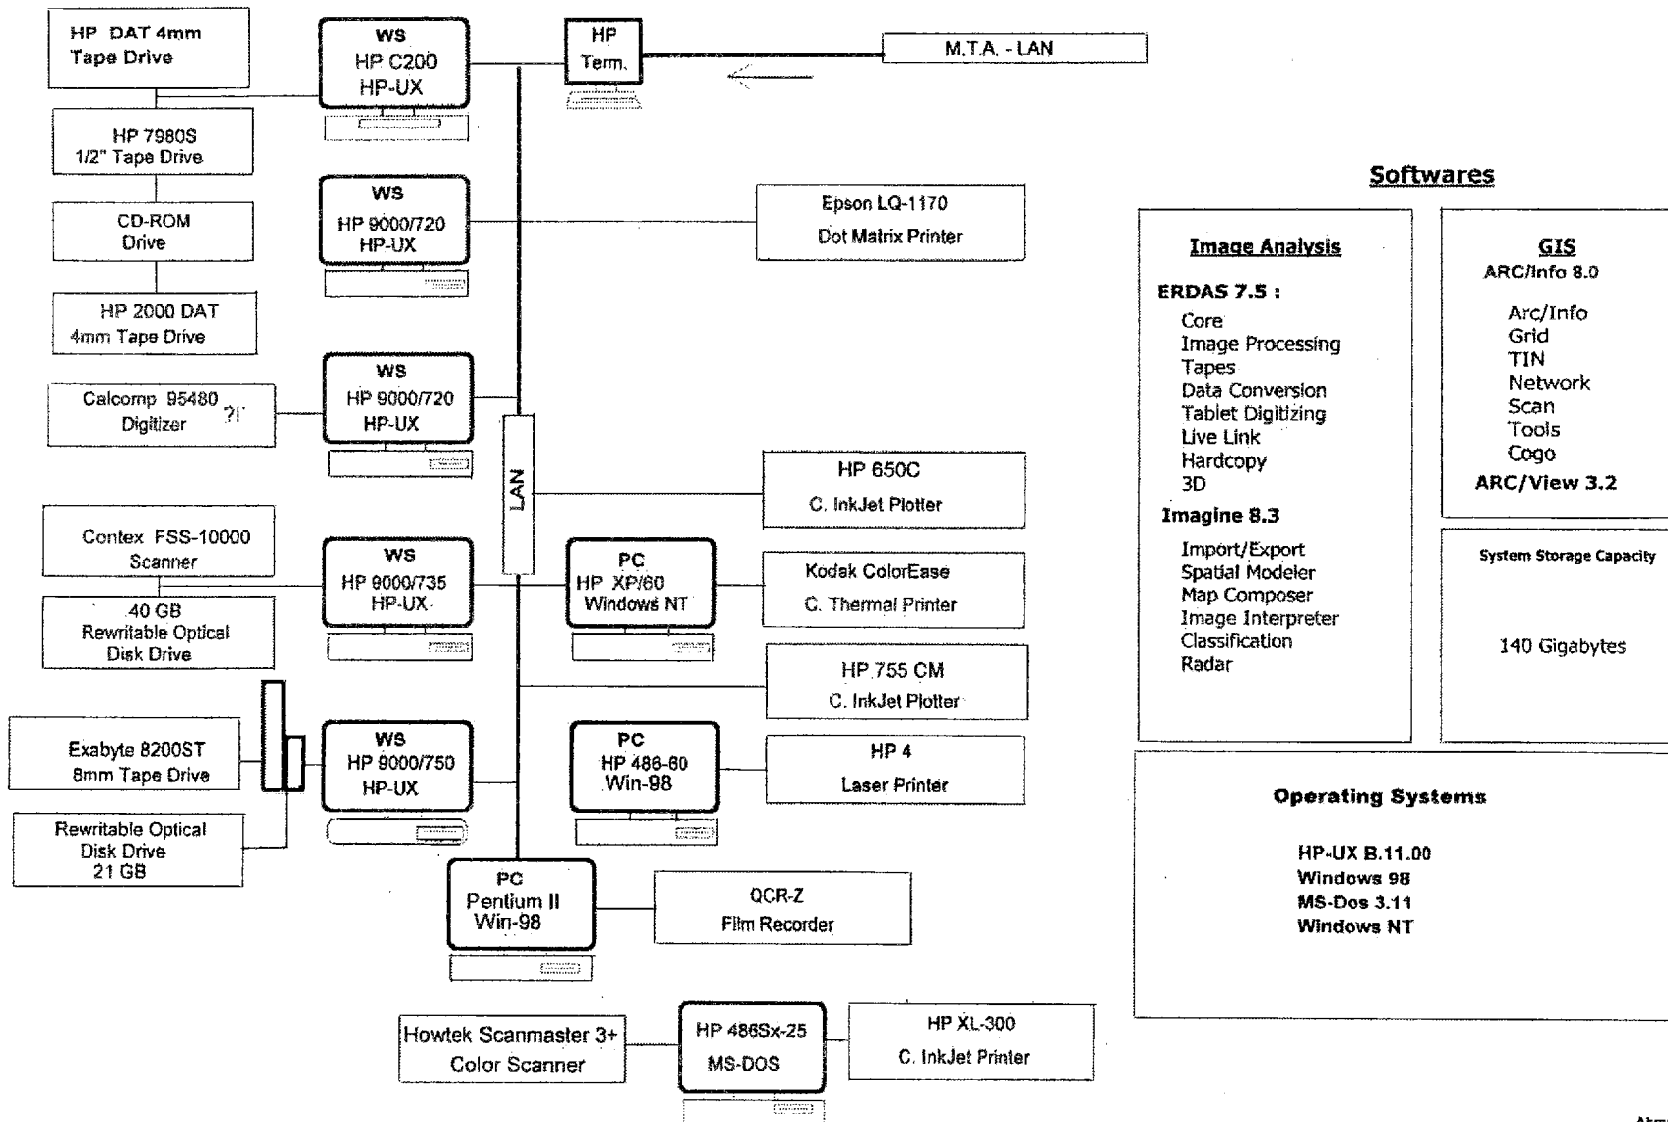 HP DAT 4mm
Tape Drive
WS
HP C200
HP-UX
HP
Term.
M.T.A. - LAN
HP 7980S
1/2" Tape Drive
CD-ROM
Drive
HP 2000 DAT
4mm Tape Drive
WS
HP 9000/720
HP-UX
Epson LQ-1170
Dot Matrix Printer
Calcomp 95480
Digitizer
WS
HP 9000/720
HP-UX
LAN
HP 650C
C. InkJet Plotter
Contex FSS-10000
Scanner
40 GB
Rewritable Optical
Disk Drive
WS
HP 9000/735
HP-UX
PC
HP XP/60
Windows NT
Kodak ColorEase
C. Thermal Printer
HP 755 CM
C. InkJet Plotter
Exabyte 8200ST
8mm Tape Drive
Rewritable Optical
Disk Drive
21 GB
WS
HP 9000/750
HP-UX
PC
HP 486-60
Win-98
HP 4
Laser Printer
PC
Pentium II
Win-98
QCR-Z
Film Recorder
Howtek Scanmaster 3+
Color Scanner
HP 486Sx-25
MS-DOS
HP XL-300
C. InkJet Printer
Softwares
Image Analysis
ERDAS 7.5 :
Core
Image Processing
Tapes
Data Conversion
Tablet Digitizing
Live Link
Hardcopy
3D
Imagine 8.3
Import/Export
Spatial Modeler
Map Composer
Image Interpreter
Classification
Radar
GIS
ARC/Info 8.0
Arc/Info
Grid
TIN
Network
Scan
Tools
Cogo
ARC/View 3.2
System Storage Capacity
140 Gigabytes
Operating Systems
HP-UX B.11.00
Windows 98
MS-Dos 3.11
Windows NT